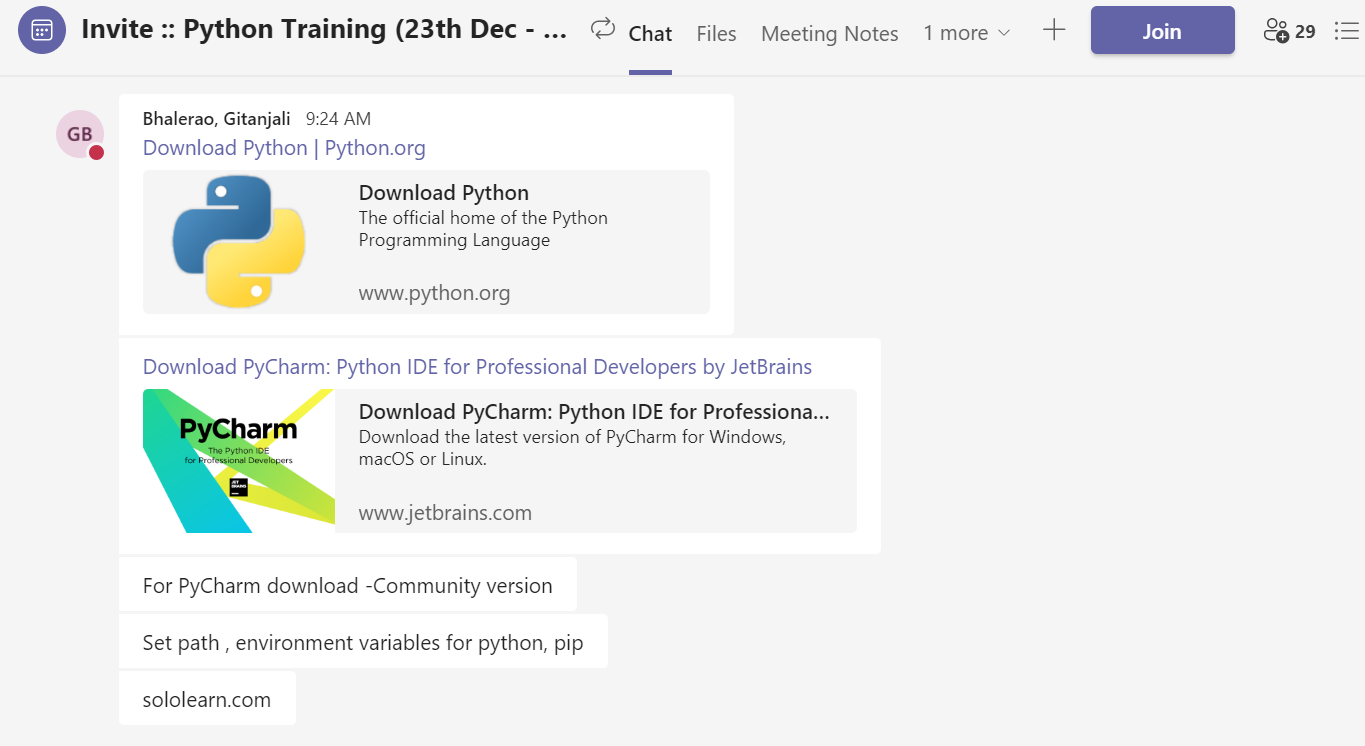 Invite :: Python Training (23th Dec - ...
Chat
Files
Meeting Notes
1 more
Join
29
GB
Bhalerao, Gitanjali 9:24 AM
Download Python | Python.org
Download Python
The official home of the Python
Programming Language
www.python.org
Download PyCharm: Python IDE for Professional Developers by JetBrains
PyCharm
The Python IDE
for Professional Developers
JET
BRAINS
Download PyCharm: Python IDE for Professiona...
Download the latest version of PyCharm for Windows,
macOS or Linux.
www.jetbrains.com
For PyCharm download -Community version
Set path , environment variables for python, pip
sololearn.com